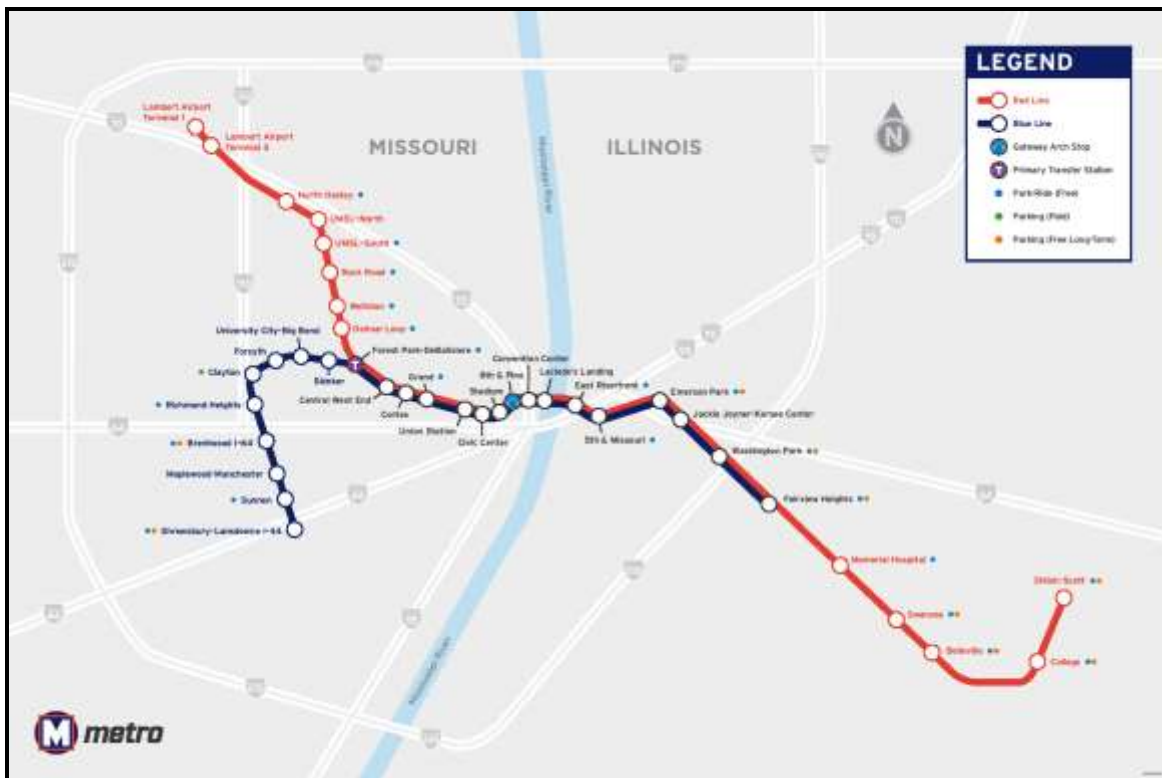 LEGEND
Red Line
Blue Line
Gateway Arch Stop
Primary Transfer Station
Park-Ride (Free)
Parking (Paid)
Parking (Free Long-Term)
N
MISSOURI
ILLINOIS
Mississippi River
Lambert Airport
Terminal 1
Lambert Airport
Terminal 2
North Hanley
UMSL-North
UMSL-South
Rock Road
Wellston
Delmar Loop
Forest Park-DeBaliviere
T
University City-Big Bend
Skinker
Forsyth
Clayton
Richmond Heights
Brentwood I-64
Maplewood-Manchester
Sunnen
Shrewsbury-Lansdowne I-44
Central West End
Cortex
Grand
Union Station
Civic Center
Stadium
8th & Pine
Convention Center
Laclede's Landing
East Riverfront
5th & Missouri
Emerson Park
Jackie Joyner-Kersee Center
Washington Park
Fairview Heights
Memorial Hospital
Swansea
Belleville
College
Shiloh-Scott
Mississippi River
M metro